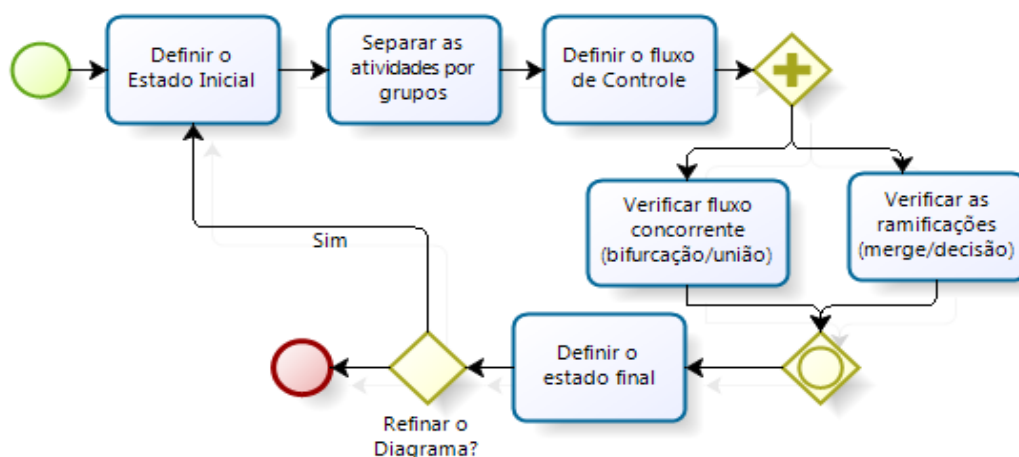 Definir o
Estado Inicial
Separar as
atividades por
grupos
Definir o fluxo
de Controle
Verificar fluxo
concorrente
(bifurcação/união)
Verificar as
ramificações
(merge/decisão)
Sim
Definir o
estado final
Refinar o
Diagrama?